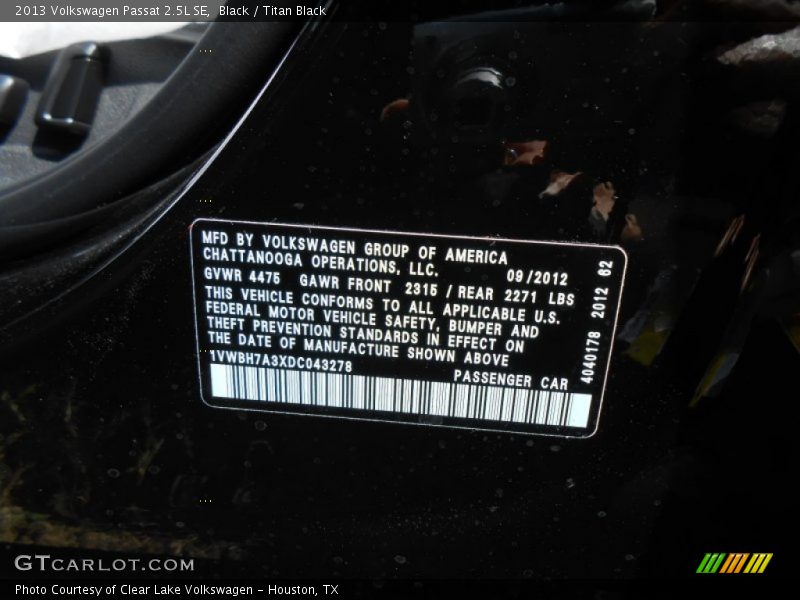 2013 Volkswagen Passat 2.5L SE,  Black / Titan Black
MFD BY VOLKSWAGEN GROUP OF AMERICA
CHATTANOOGA OPERATIONS, LLC. 09/2012
GVWR 4475 GAWR FRONT 2315 / REAR 2271 LBS
THIS VEHICLE CONFORMS TO ALL APPLICABLE U.S.
FEDERAL MOTOR VEHICLE SAFETY, BUMPER AND
THEFT PREVENTION STANDARDS IN EFFECT ON
THE DATE OF MANUFACTURE SHOWN ABOVE
1VWBH7A3XDC043278
PASSENGER CAR
4040178 2012 62
GTCARLOT.COM
Photo Courtesy of Clear Lake Volkswagen – Houston, TX